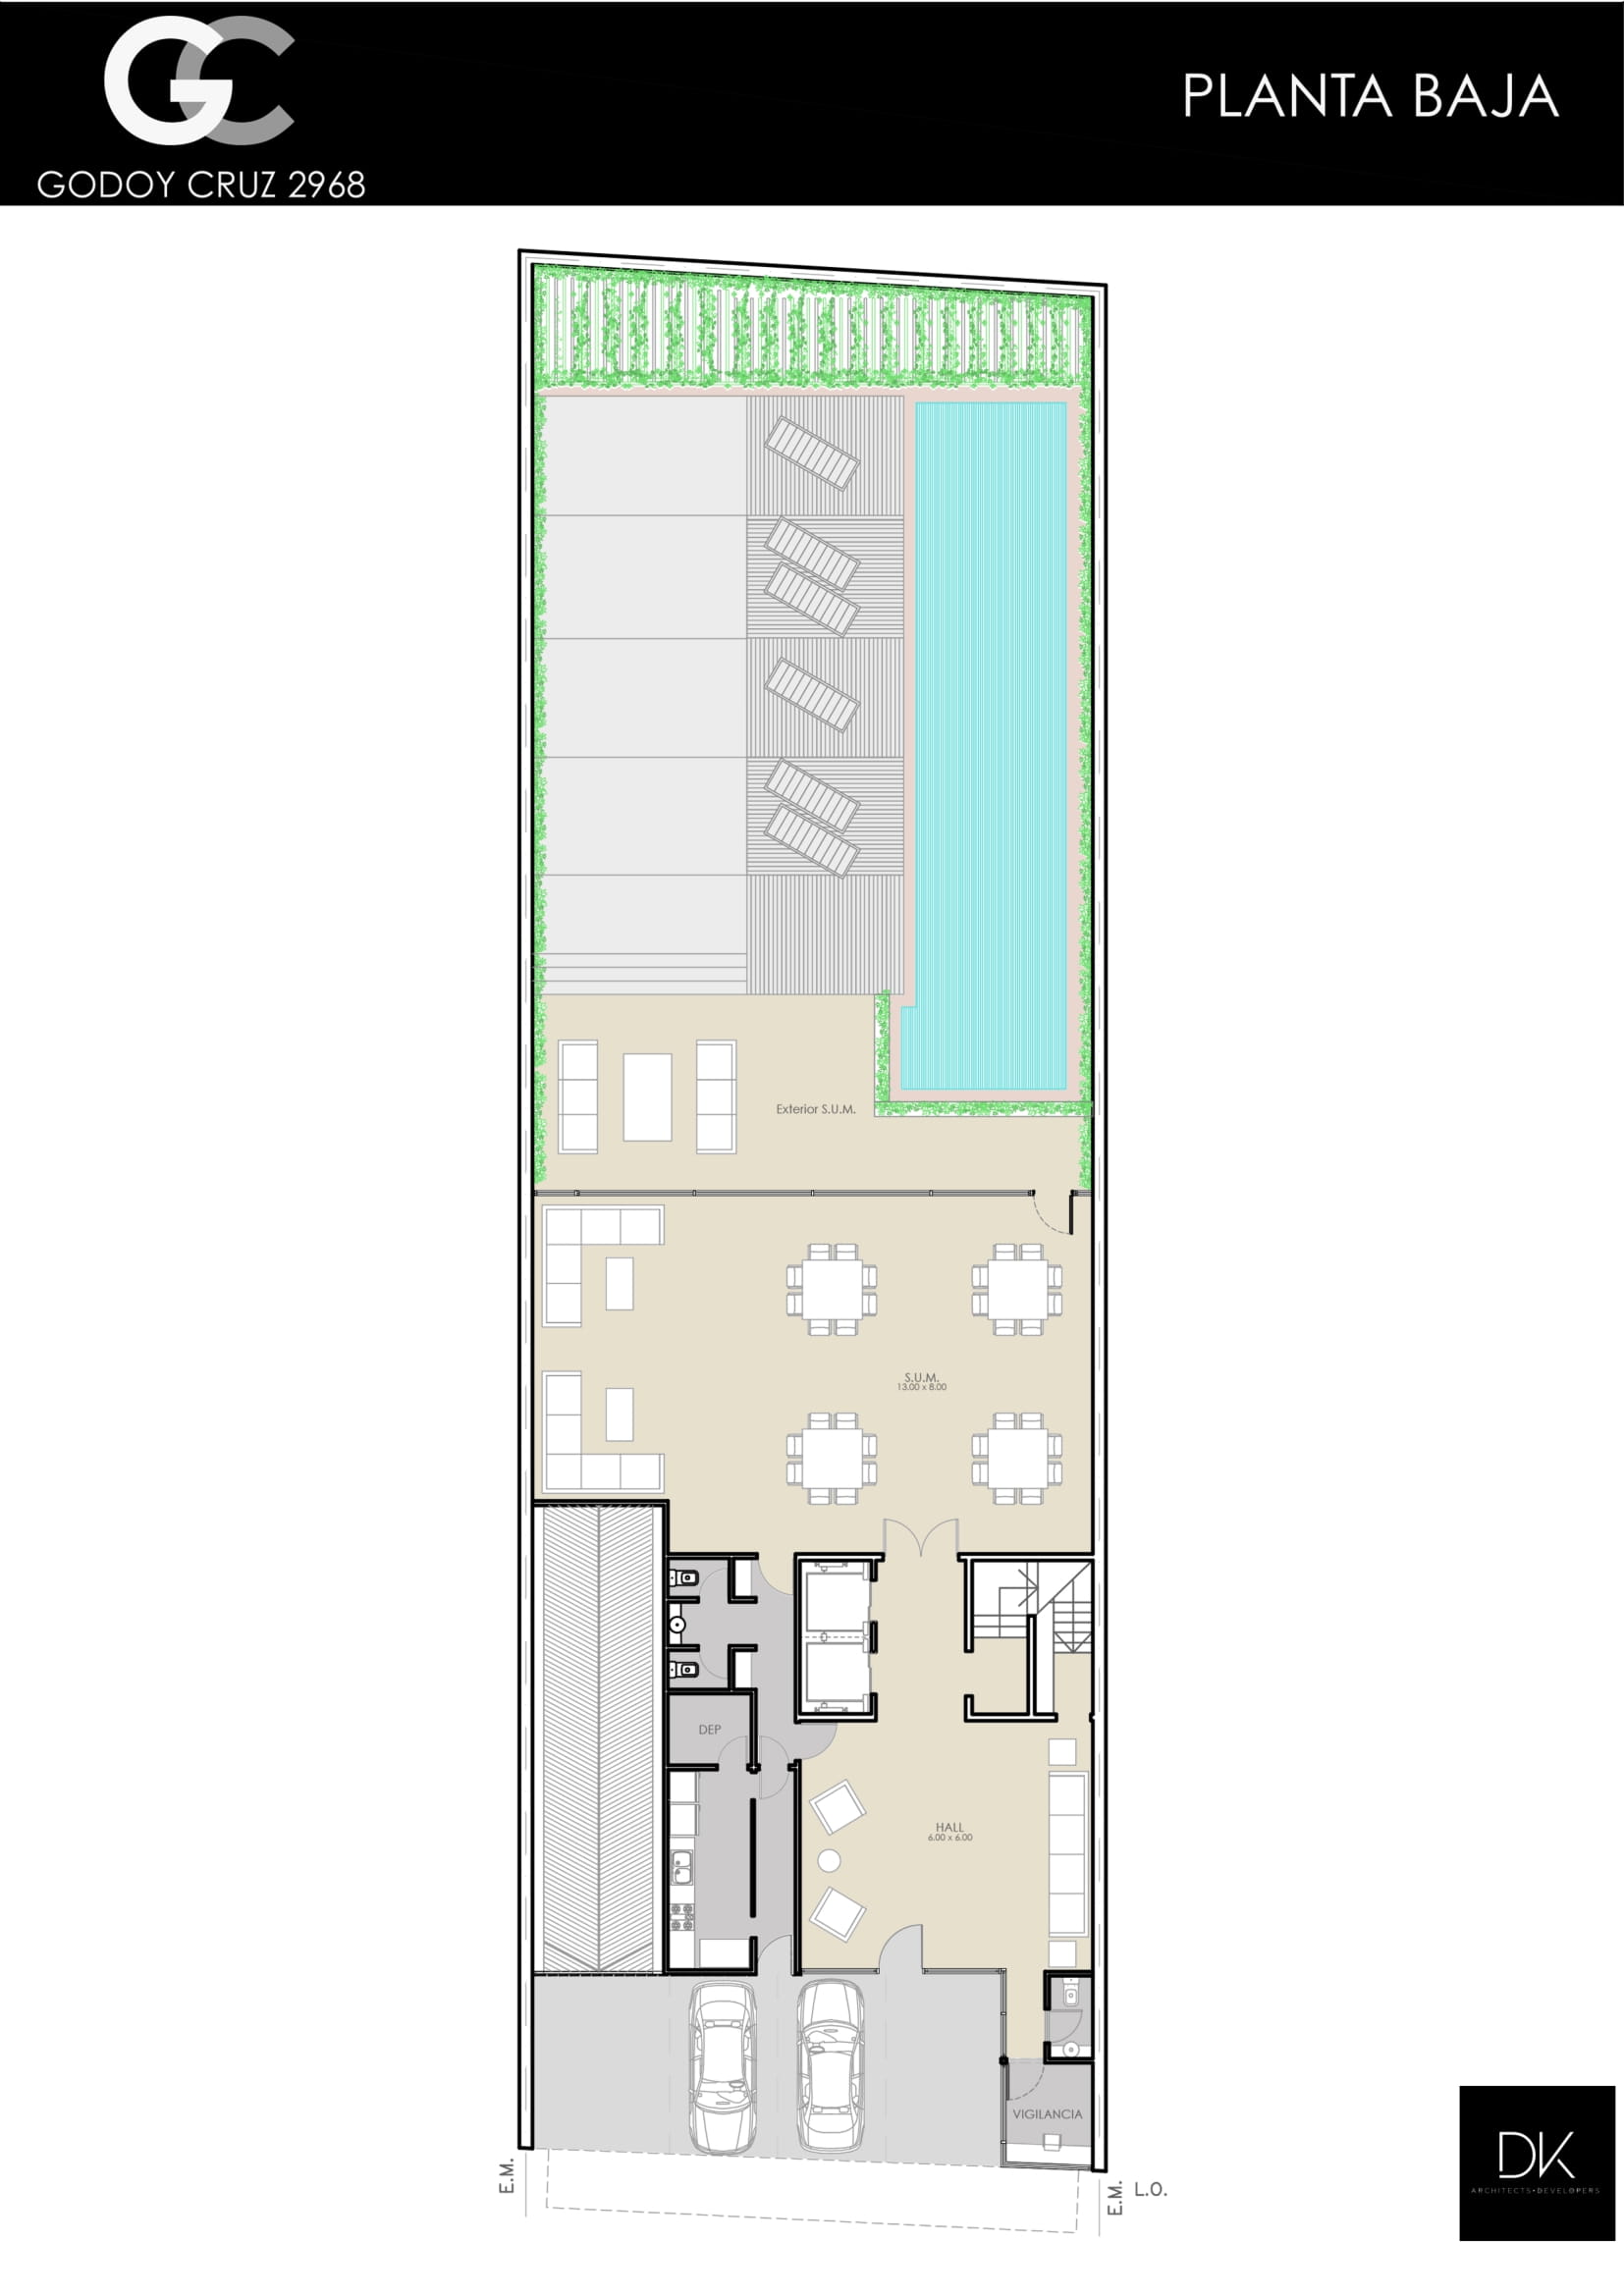 GC
GODOY CRUZ 2968
PLANTA BAJA
Exterior S.U.M.
S.U.M.
13.00 x 8.00
DEP
HALL
6.00 x 6.00
VIGILANCIA
E.M.
E.M.
L.O.
DK
ARCHITECTS•DEVELOPERS